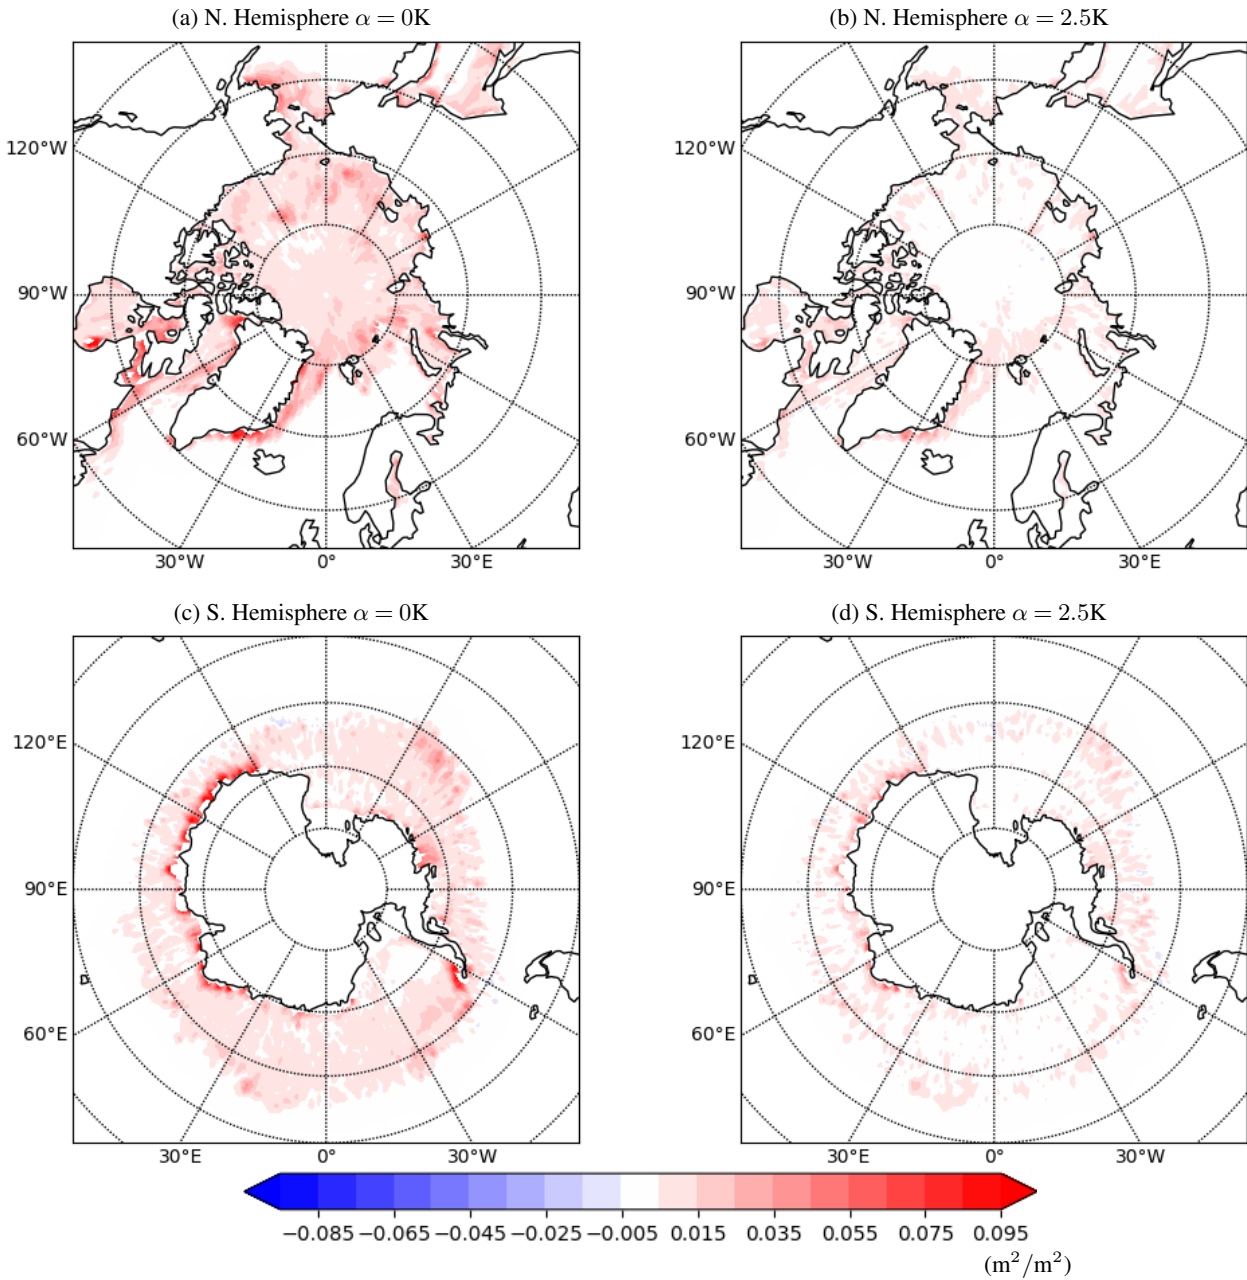 (a) N. Hemisphere α = 0K
(b) N. Hemisphere α = 2.5K
120°W
90°W
60°W
30°W 0° 30°E
120°W
90°W
60°W
30°W 0° 30°E
(c) S. Hemisphere α = 0K
(d) S. Hemisphere α = 2.5K
120°E
90°E
60°E
30°E 0° 30°W
120°E
90°E
60°E
30°E 0° 30°W
−0.085 −0.065 −0.045 −0.025 −0.005 0.015 0.035 0.055 0.075 0.095
(m²/m²)